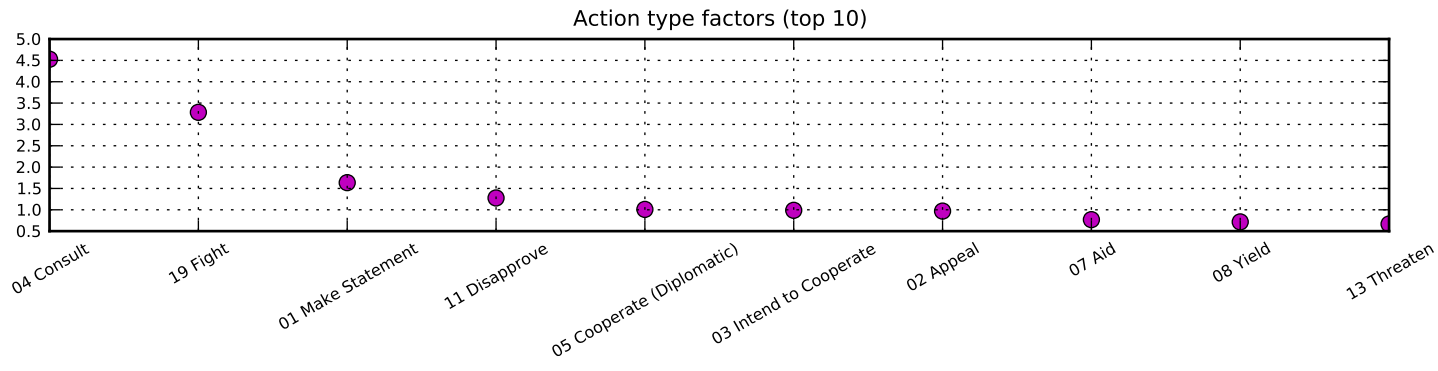 Action type factors (top 10)
5.0
4.5
4.0
3.5
3.0
2.5
2.0
1.5
1.0
0.5
04 Consult
19 Fight
01 Make Statement
11 Disapprove
05 Cooperate (Diplomatic)
03 Intend to Cooperate
02 Appeal
07 Aid
08 Yield
13 Threaten